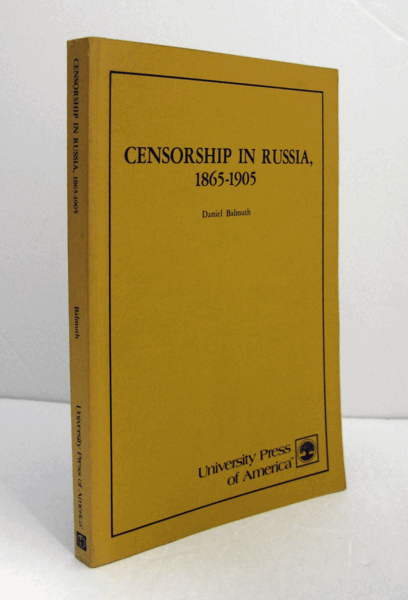 CENSORSHIP IN RUSSIA, 1865-1905
Balmuth
University Press of America
CENSORSHIP IN RUSSIA,
1865-1905
Daniel Balmuth
University Press
of America